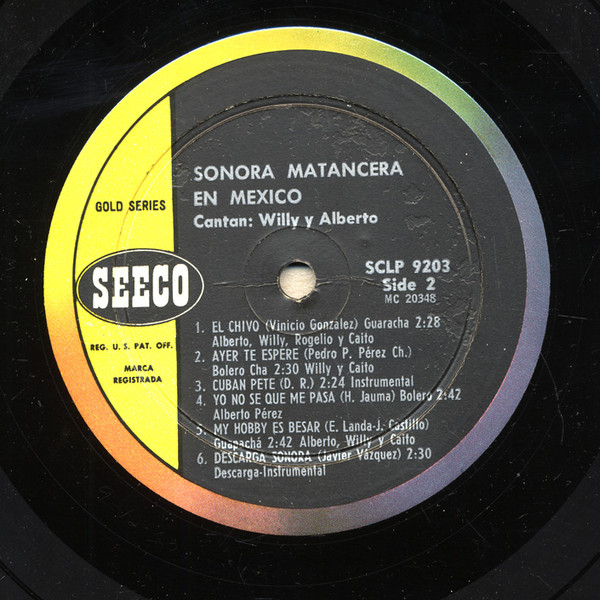 SONORA MATANCERA
EN MEXICO
Cantan: Willy y Alberto
GOLD SERIES
SEECO
REG. U. S. PAT. OFF.
MARCA
REGISTRADA
SCLP 9203
Side 2
MC 20348
1. EL CHIVO (Vinicio González) Guaracha 2:28
Alberto, Willy, Rogelio y Caito
2. AYER TE ESPERE (Pedro P. Pérez Ch.)
Bolero Cha 2:30 Willy y Caito
3. CUBAN PETE (D. R.) 2:24 Instrumental
4. YO NO SE QUE ME PASA (H. Jauma) Bolero 2:42
Alberto Pérez
5. MY HOBBY ES BESAR (E. Landa-J. Castillo)
Guapachá 2:42 Alberto, Willy y Caito
6. DESCARGA SONORA (Javier Vázquez) 2:30
Descarga-Instrumental